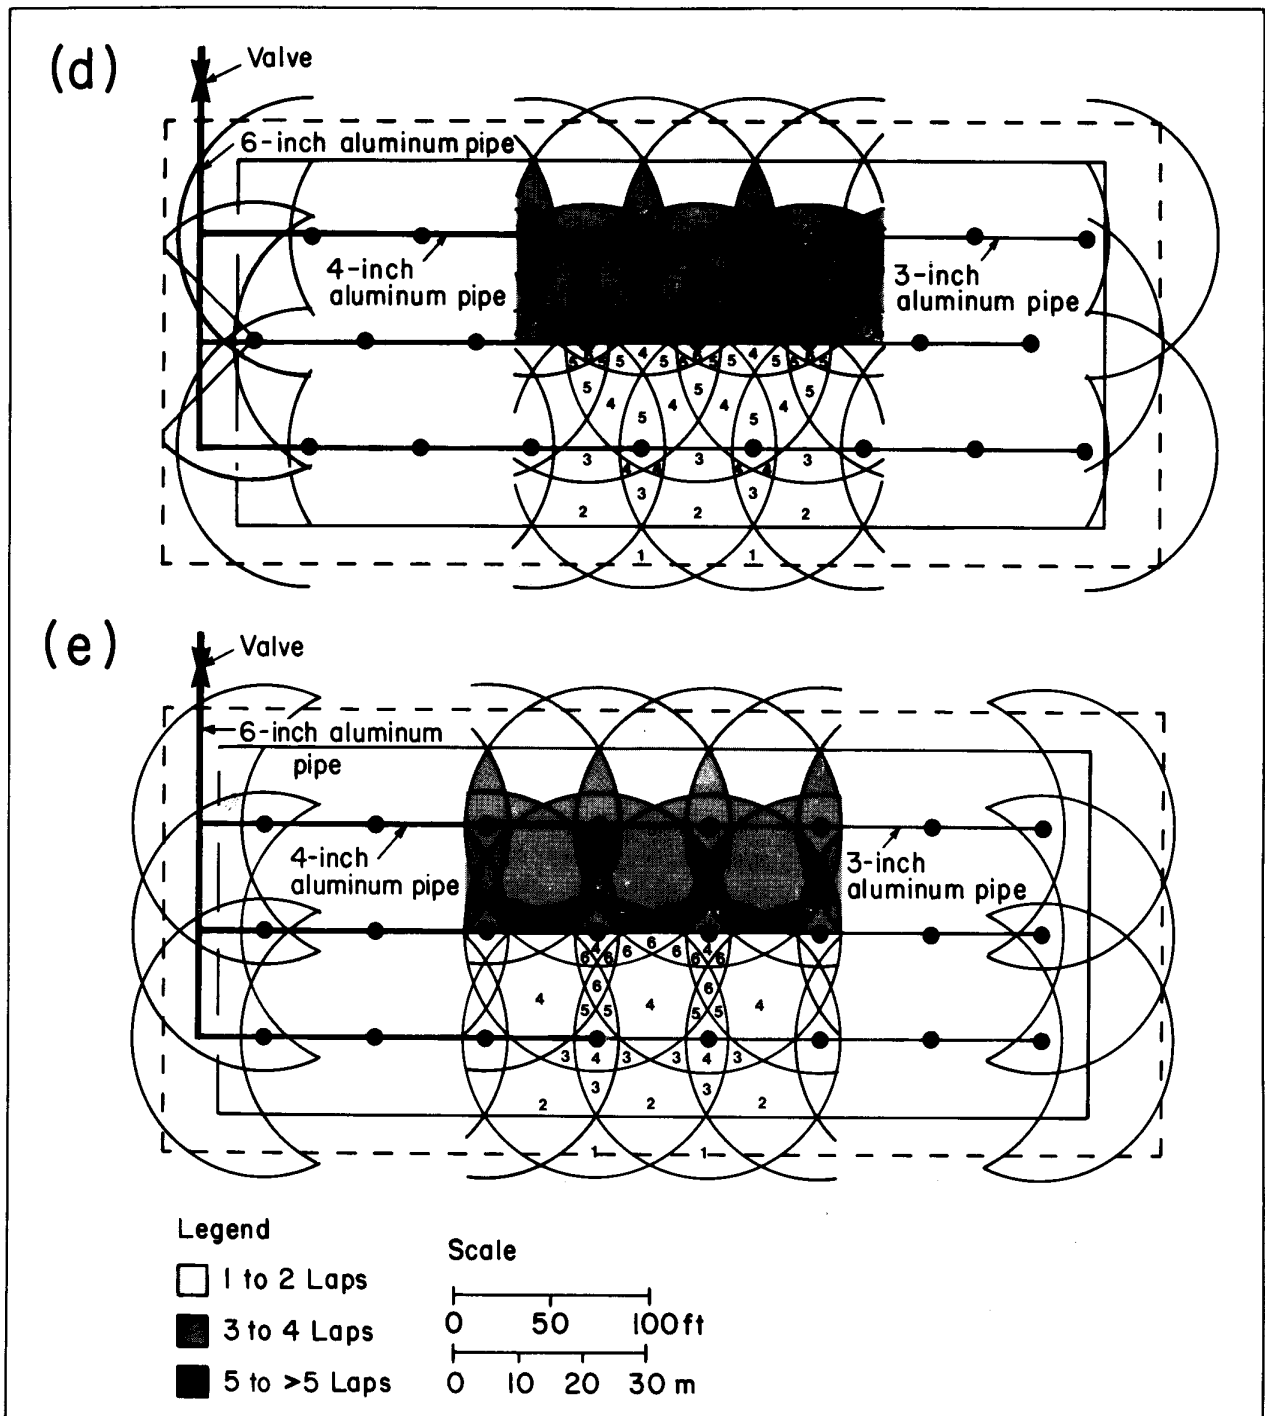 (d)
Valve
6-inch aluminum pipe
4-inch
aluminum pipe
3-inch
aluminum pipe
4 4
5 5 5 5
5 5 5
4 4 4 4
5 5
3 3 3
3 3
2 2 2
1 1
(e)
Valve
6-inch aluminum
pipe
4-inch
aluminum pipe
3-inch
aluminum pipe
4 6 6 6 4
6 6 6 6
6 6
4 5 5 4 5 5 4
3 4 3 3 4 3
3 3
2 2 2
1 1
Legend
1 to 2 Laps
3 to 4 Laps
5 to >5 Laps
Scale
0 50 100 ft
0 10 20 30 m